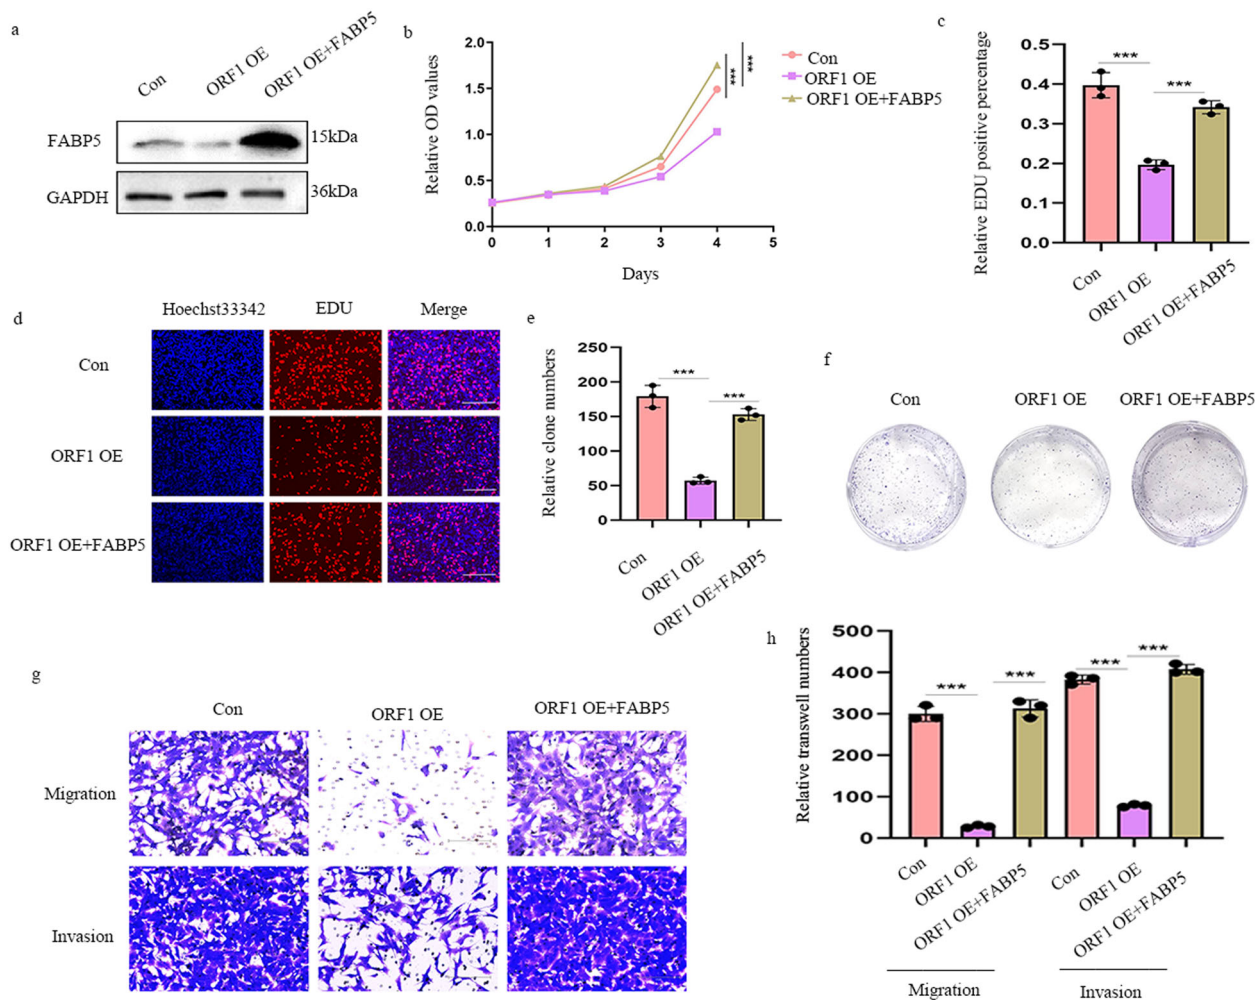 a
Con
ORF1 OE
ORF1 OE+FABP5
FABP5
15kDa
GAPDH
36kDa
b
Relative OD values
2.0
1.5
1.0
0.5
0.0
0
1
2
3
4
5
Days
***
***
Con
ORF1 OE
ORF1 OE+FABP5
c
Relative EDU positive percentage
0.5
0.4
0.3
0.2
0.1
0.0
***
***
Con
ORF1 OE
ORF1 OE+FABP5
d
Hoechst33342
EDU
Merge
Con
ORF1 OE
ORF1 OE+FABP5
e
Relative clone numbers
250
200
150
100
50
0
***
***
Con
ORF1 OE
ORF1 OE+FABP5
f
Con
ORF1 OE
ORF1 OE+FABP5
g
Con
ORF1 OE
ORF1 OE+FABP5
Migration
Invasion
h
Relative transwell numbers
500
400
300
200
100
0
***
***
***
***
Con
ORF1 OE
ORF1 OE+FABP5
Con
ORF1 OE
ORF1 OE+FABP5
Migration
Invasion